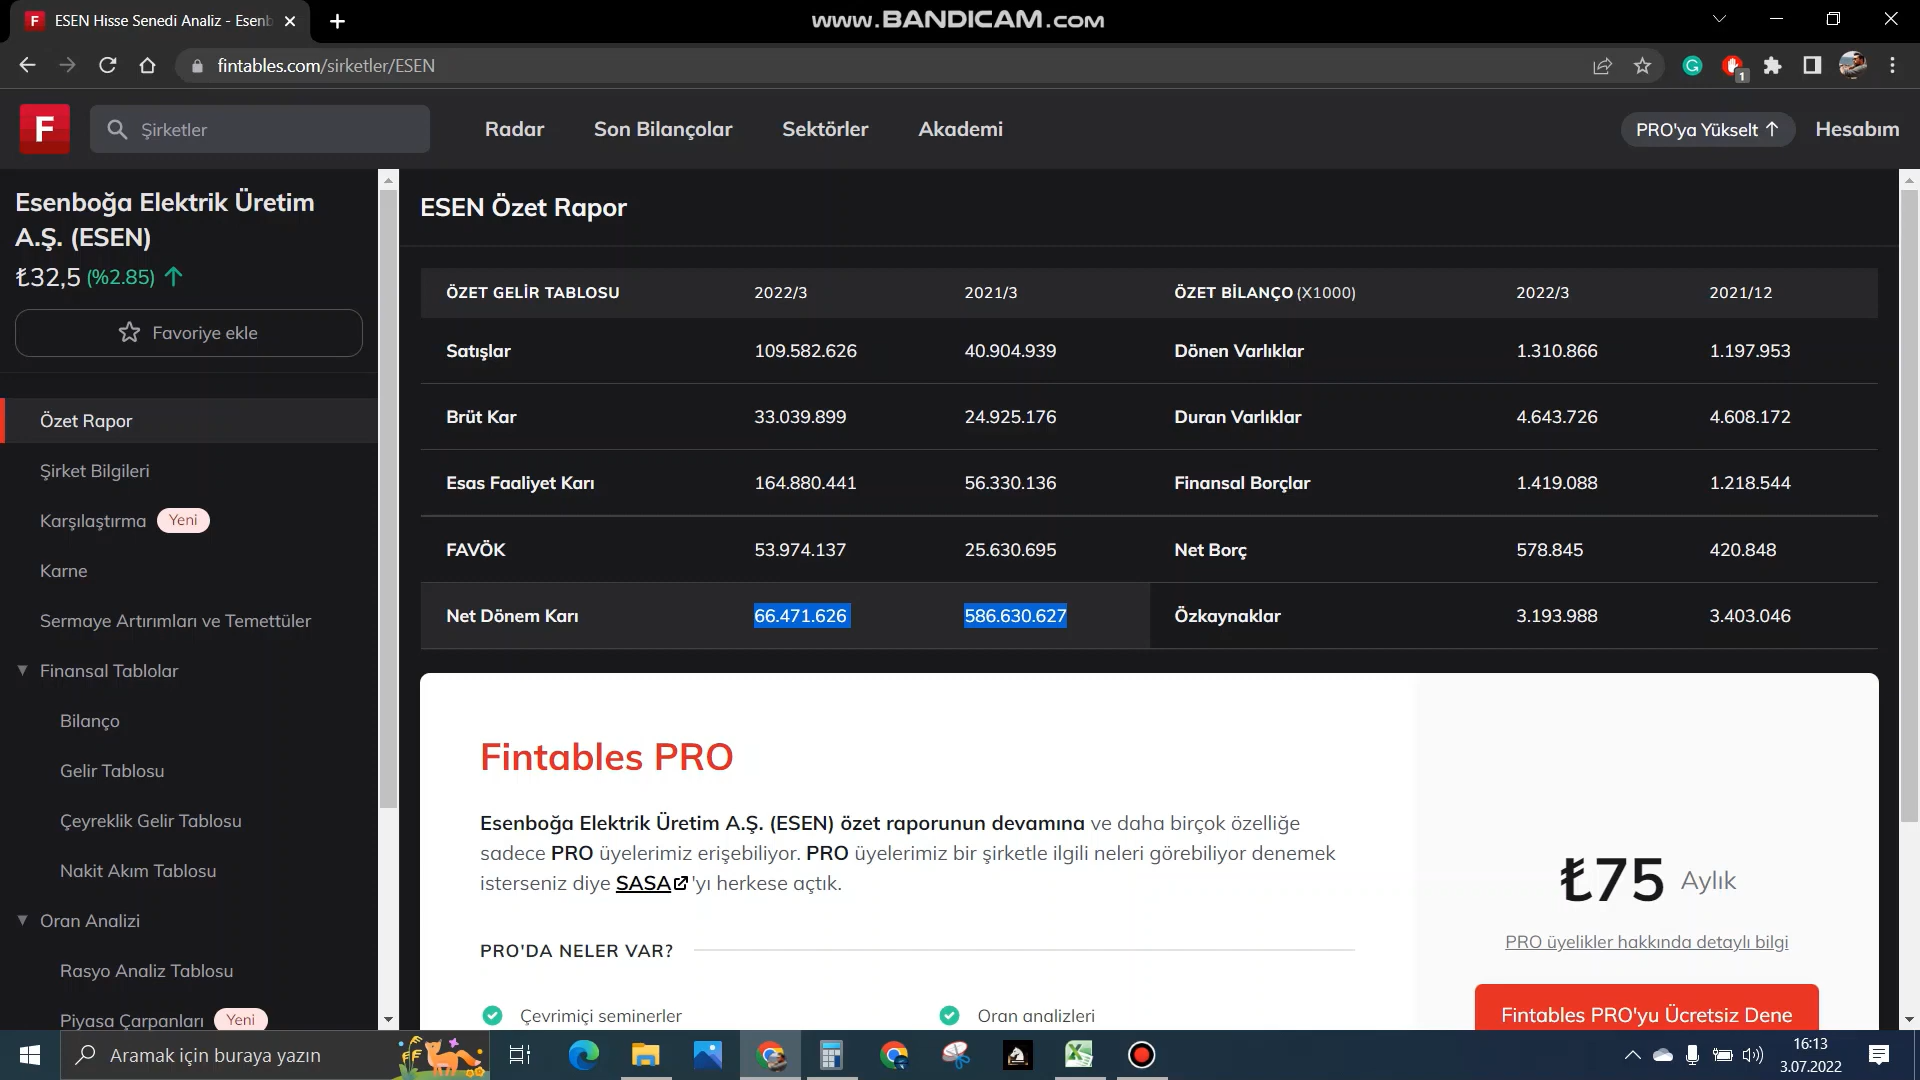 F ESEN Hisse Senedi Analiz - Esenb
www.BANDICAM.com
fintables.com/sirketler/ESEN
1
F Şirketler Radar Son Bilançolar Sektörler Akademi PRO'ya Yükselt ↑ Hesabım
Esenboğa Elektrik Üretim
A.Ş. (ESEN)
₺32,5 (%2.85) ↑
Favoriye ekle
Özet Rapor
Şirket Bilgileri
Karşılaştırma Yeni
Karne
Sermaye Artırımları ve Temettüler
Finansal Tablolar
Bilanço
Gelir Tablosu
Çeyreklik Gelir Tablosu
Nakit Akım Tablosu
Oran Analizi
Rasyo Analiz Tablosu
Piyasa Çarpanları Yeni
ESEN Özet Rapor
ÖZET GELİR TABLOSU 2022/3 2021/3 ÖZET BİLANÇO (X1000) 2022/3 2021/12
Satışlar 109.582.626 40.904.939 Dönen Varlıklar 1.310.866 1.197.953
Brüt Kar 33.039.899 24.925.176 Duran Varlıklar 4.643.726 4.608.172
Esas Faaliyet Karı 164.880.441 56.330.136 Finansal Borçlar 1.419.088 1.218.544
FAVÖK 53.974.137 25.630.695 Net Borç 578.845 420.848
Net Dönem Karı 66.471.626 586.630.627 Özkaynaklar 3.193.988 3.403.046
Fintables PRO
Esenboğa Elektrik Üretim A.Ş. (ESEN) özet raporunun devamına ve daha birçok özelliğe
sadece PRO üyelerimiz erişebiliyor. PRO üyelerimiz bir şirketle ilgili neleri görebiliyor denemek
isterseniz diye SASA 'yı herkese açtık.
PRO'DA NELER VAR?
Çevrimiçi seminerler Oran analizleri
₺75 Aylık
PRO üyelikler hakkında detaylı bilgi
Fintables PRO'yu Ücretsiz Dene
Aramak için buraya yazın
16:13
3.07.2022